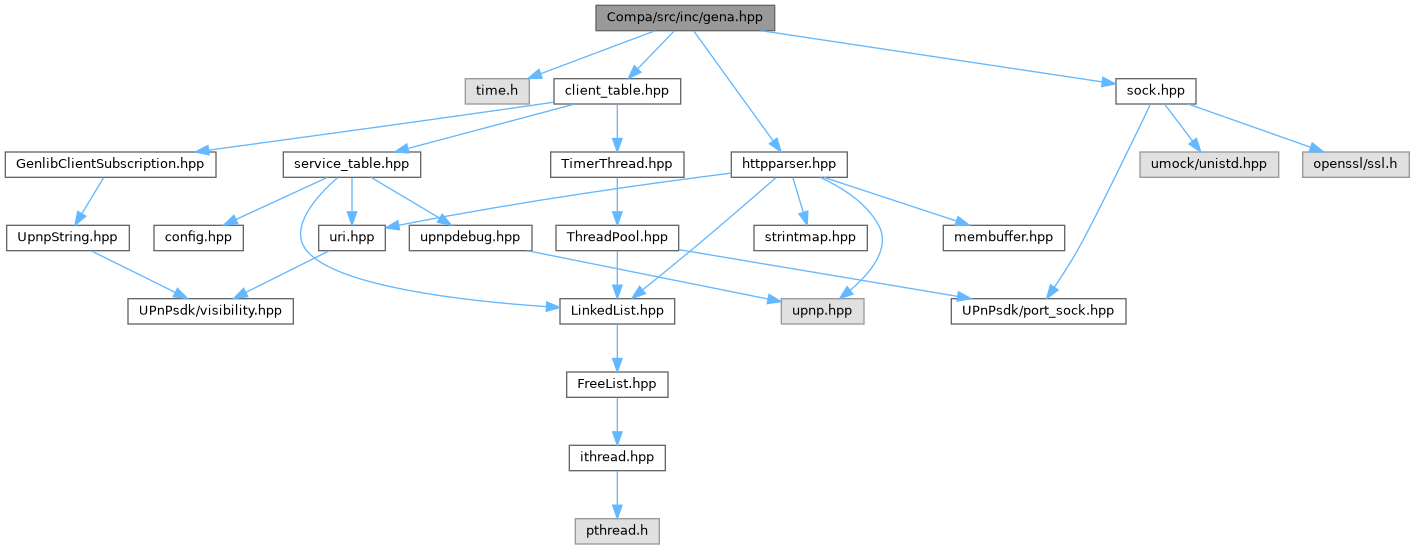 Compa/src/inc/gena.hpp
time.h
client_table.hpp
sock.hpp
GenlibClientSubscription.hpp
service_table.hpp
TimerThread.hpp
httpparser.hpp
umock/unistd.hpp
openssl/ssl.h
UpnpString.hpp
config.hpp
uri.hpp
upnpdebug.hpp
ThreadPool.hpp
strintmap.hpp
membuffer.hpp
UPnPsdk/visibility.hpp
LinkedList.hpp
upnp.hpp
UPnPsdk/port_sock.hpp
FreeList.hpp
ithread.hpp
pthread.h